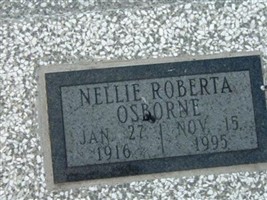 NELLIE ROBERTA
OSBORNE
JAN. 27 NOV. 15,
1916 1995